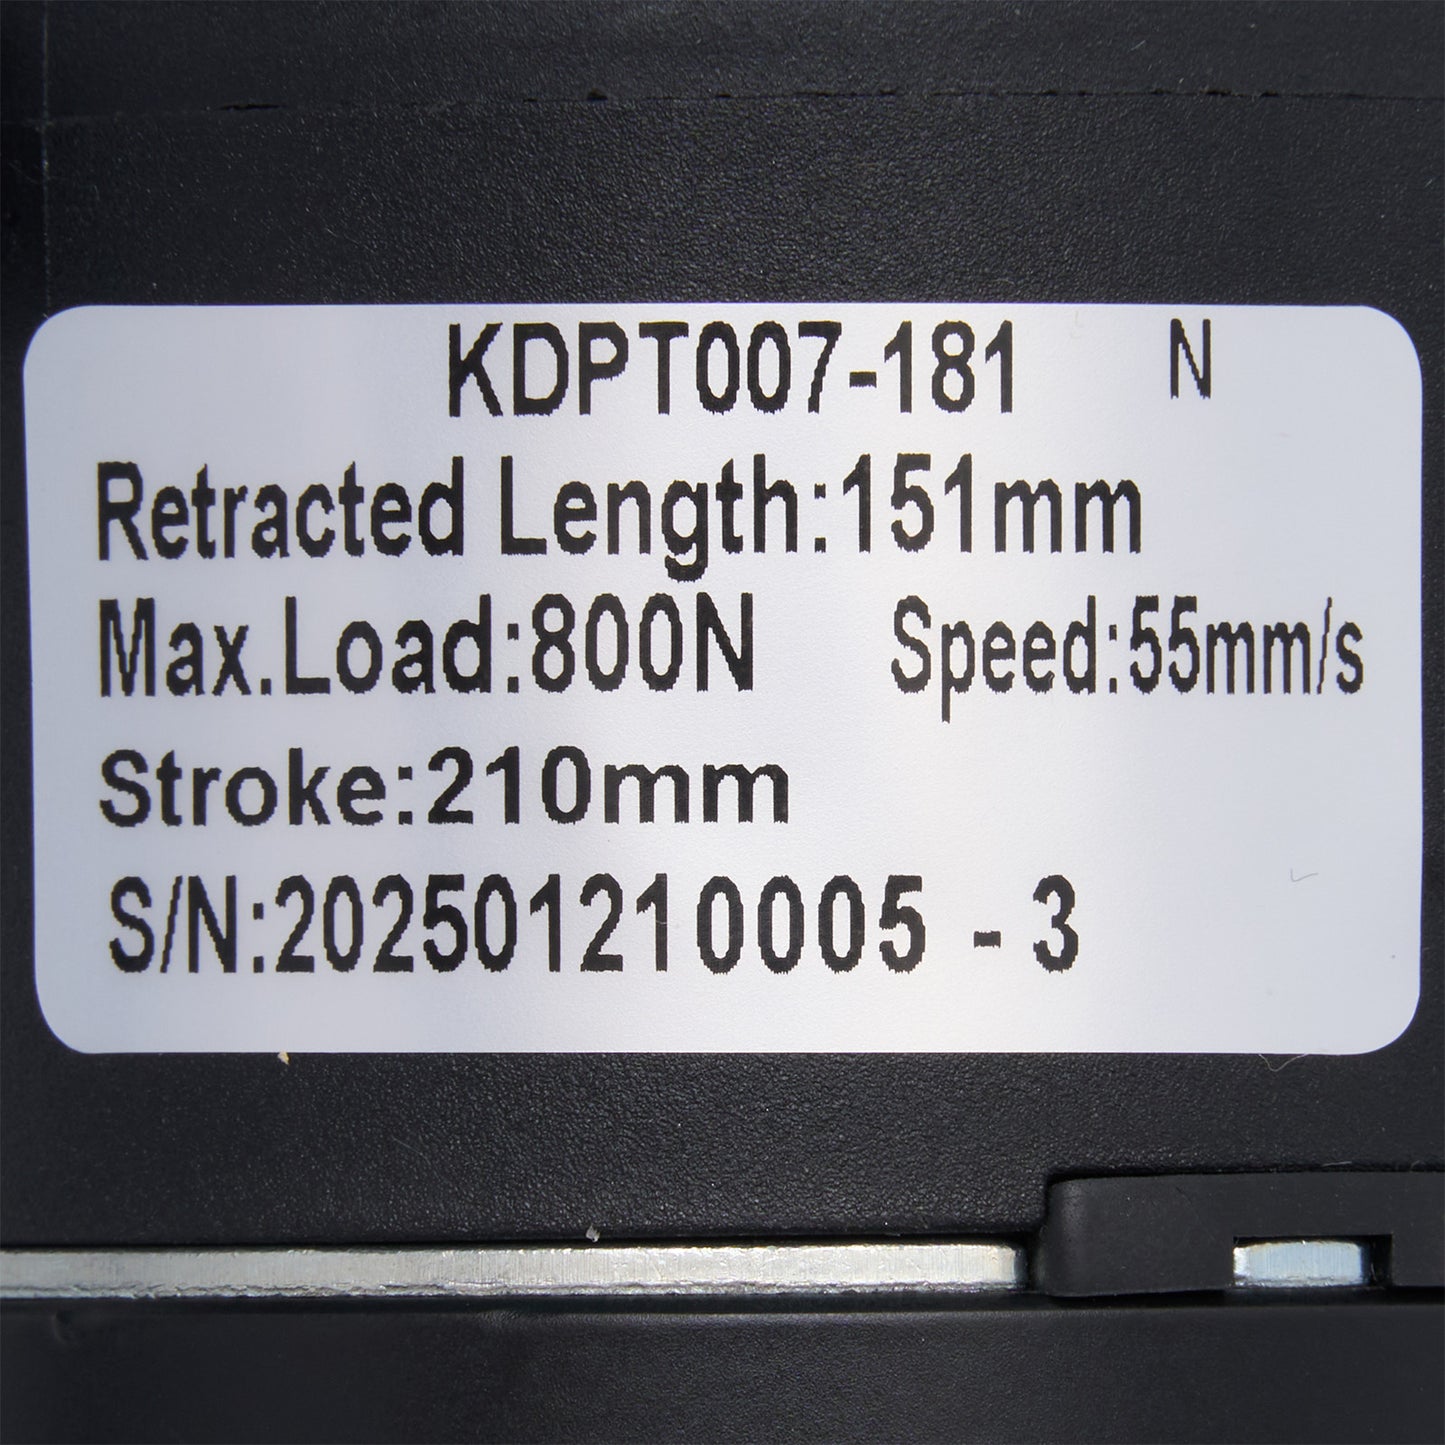 KDPT007-181 N
Retracted Length:151mm
Max.Load:800N Speed:55mm/s
Stroke:210mm
S/N:202501210005 - 3